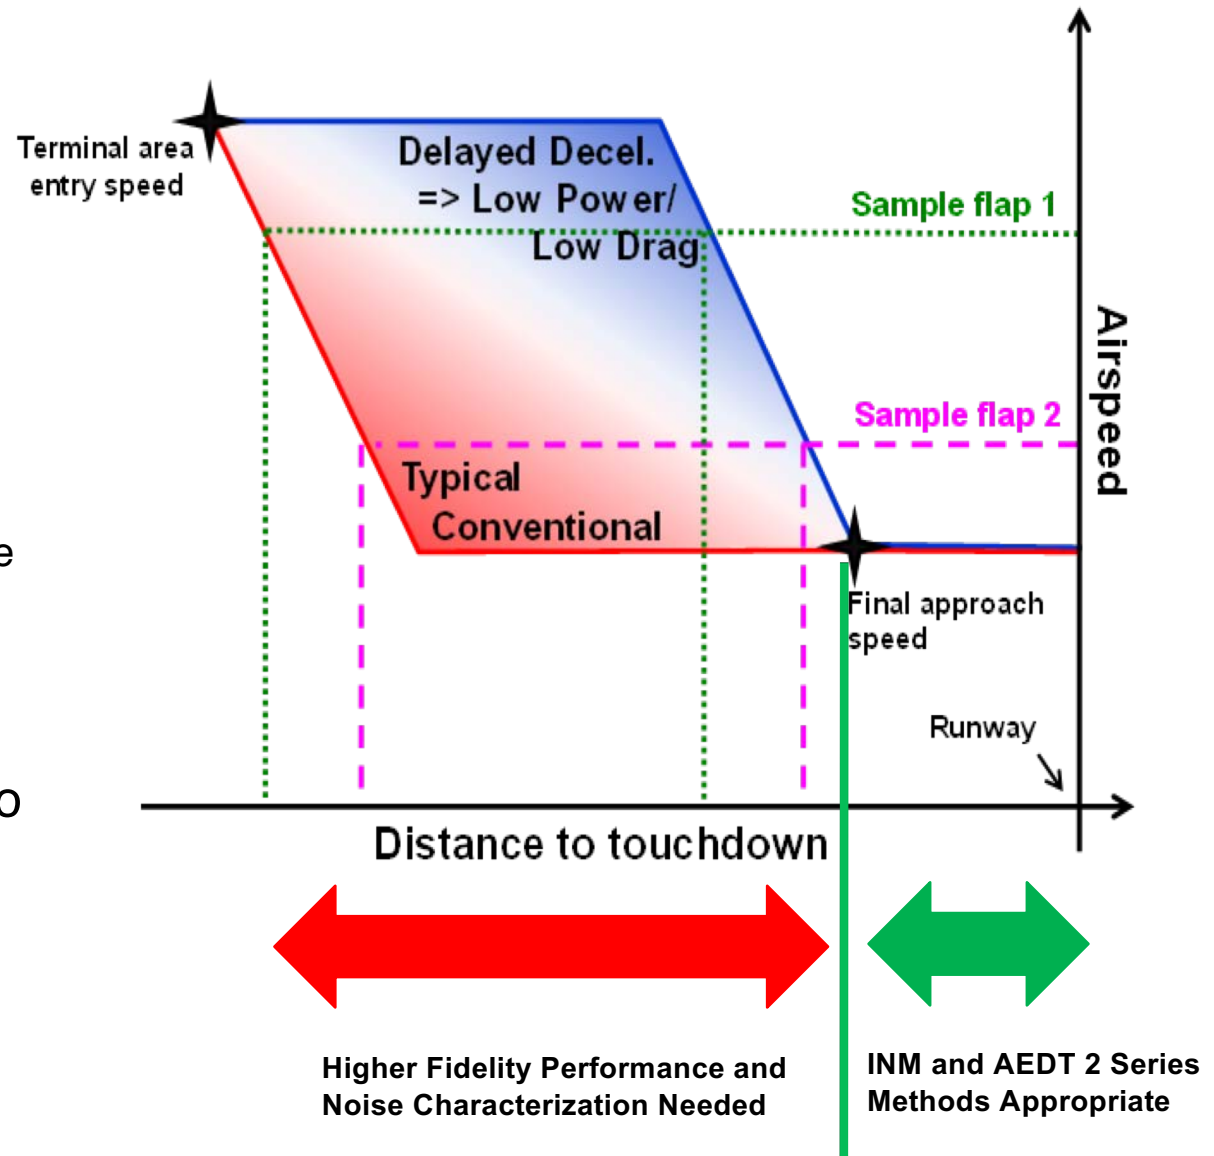 Terminal area
entry speed
Delayed Decel.
=> Low Power/
Low Drag
Sample flap 1
Airspeed
Sample flap 2
Typical
Conventional
e
Final approach
speed
Runway
o
Distance to touchdown
Higher Fidelity Performance and
Noise Characterization Needed
INM and AEDT 2 Series
Methods Appropriate